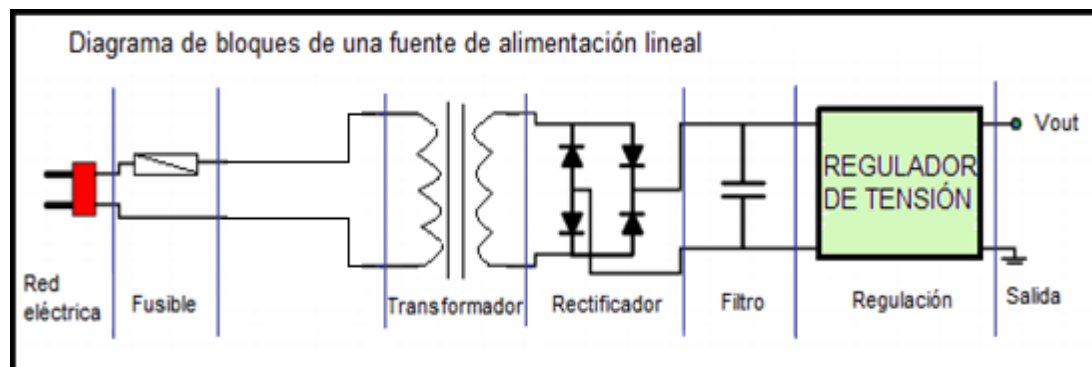 Diagrama de bloques de una fuente de alimentación lineal
Vout
REGULADOR
DE TENSIÓN
Red
eléctrica
Fusible
Transformador
Rectificador
Filtro
Regulación
Salida